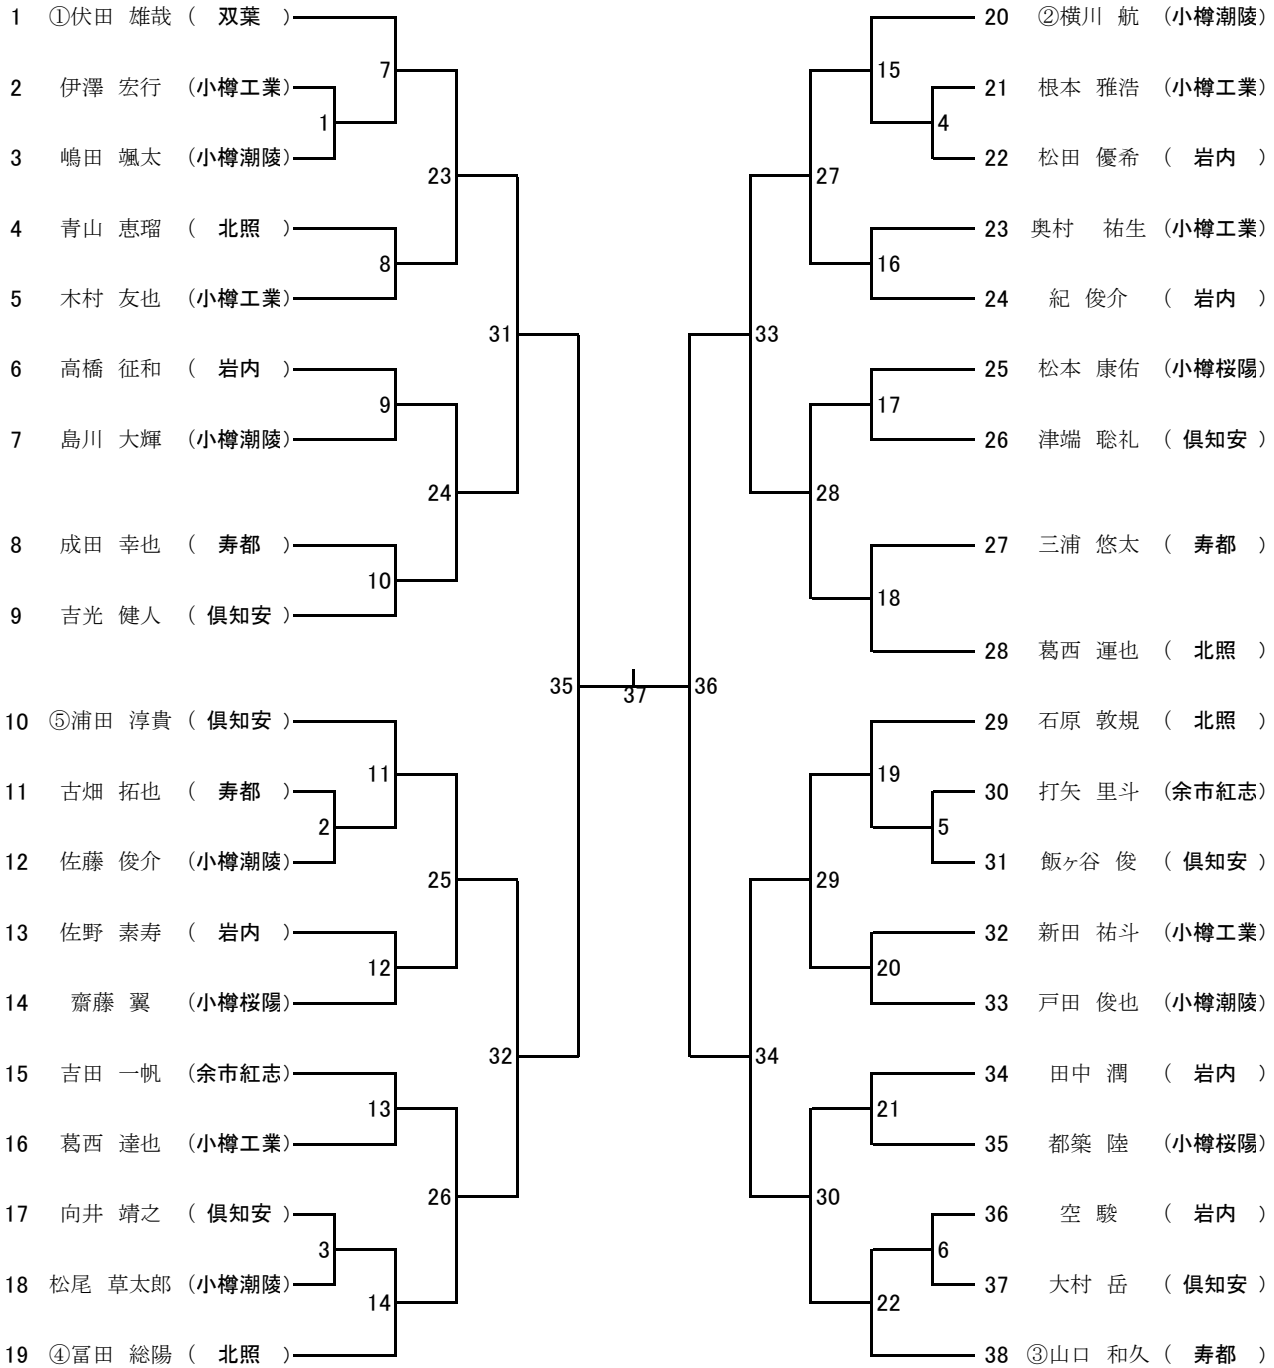 1 ①伏田 雄哉 ( 双葉 )
2 伊澤 宏行 (小樽工業)
3 嶋田 颯太 (小樽潮陵)
4 青山 恵瑠 ( 北照 )
5 木村 友也 (小樽工業)
6 高橋 征和 ( 岩内 )
7 島川 大輝 (小樽潮陵)
8 成田 幸也 ( 寿都 )
9 吉光 健人 ( 倶知安 )
10 ⑤浦田 淳貴 ( 倶知安 )
11 古畑 拓也 ( 寿都 )
12 佐藤 俊介 (小樽潮陵)
13 佐野 素寿 ( 岩内 )
14 齋藤 翼 (小樽桜陽)
15 吉田 一帆 (余市紅志)
16 葛西 達也 (小樽工業)
17 向井 靖之 ( 倶知安 )
18 松尾 草太郎 (小樽潮陵)
19 ④冨田 総陽 ( 北照 )
1
2
3
7
8
9
10
11
12
13
14
23
24
25
26
31
32
35
37
36
33
34
27
28
29
30
15
16
17
18
19
20
21
22
4
5
6
20 ②横川 航 (小樽潮陵)
21 根本 雅浩 (小樽工業)
22 松田 優希 ( 岩内 )
23 奥村 祐生 (小樽工業)
24 紀 俊介 ( 岩内 )
25 松本 康佑 (小樽桜陽)
26 津端 聡礼 ( 倶知安 )
27 三浦 悠太 ( 寿都 )
28 葛西 運也 ( 北照 )
29 石原 敦規 ( 北照 )
30 打矢 里斗 (余市紅志)
31 飯ヶ谷 俊 ( 倶知安 )
32 新田 祐斗 (小樽工業)
33 戸田 俊也 (小樽潮陵)
34 田中 潤 ( 岩内 )
35 都築 陸 (小樽桜陽)
36 空 駿 ( 岩内 )
37 大村 岳 ( 倶知安 )
38 ③山口 和久 ( 寿都 )